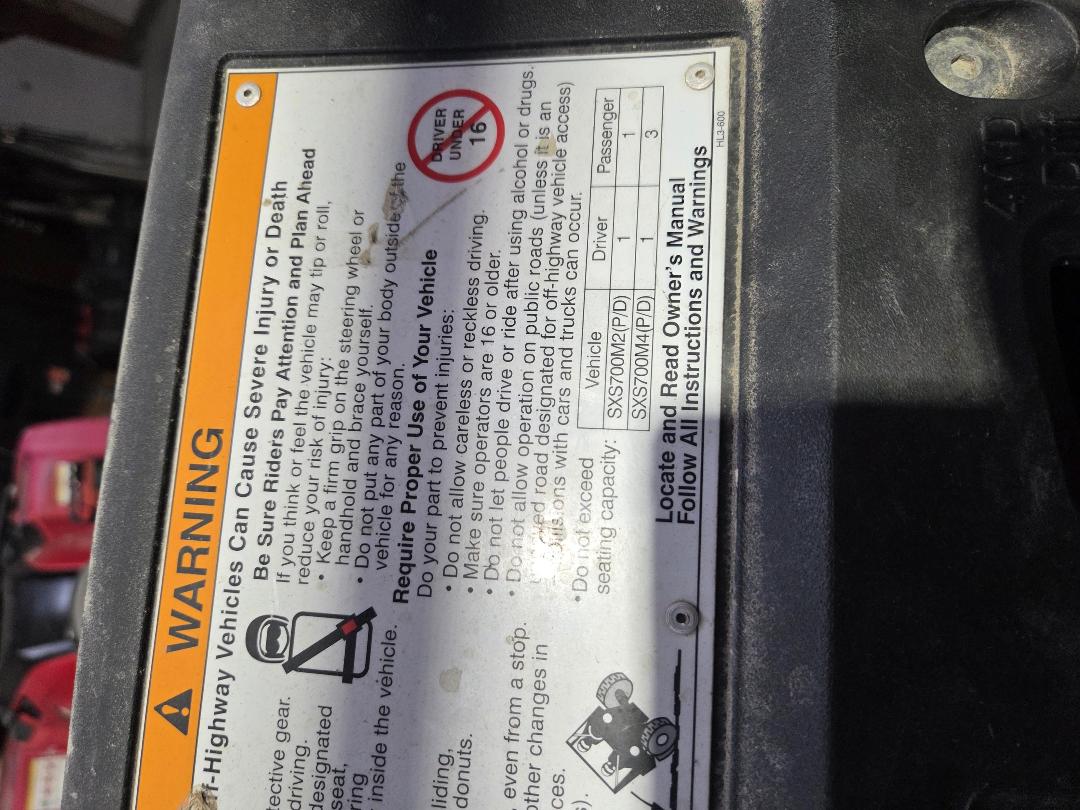 WARNING
f-Highway Vehicles Can Cause Severe Injury or Death
tective gear.
driving.
designated
seat,
ring
inside the vehicle.
liding,
donuts.
even from a stop.
other changes in
ces.
s).
Be Sure Riders Pay Attention and Plan Ahead
If you think or feel the vehicle may tip or roll,
reduce your risk of injury:
• Keep a firm grip on the steering wheel or
handhold and brace yourself.
• Do not put any part of your body outside of the
vehicle for any reason.
Require Proper Use of Your Vehicle
Do your part to prevent injuries:
• Do not allow careless or reckless driving.
• Make sure operators are 16 or older.
• Do not let people drive or ride after using alcohol or drugs.
• Do not allow operation on public roads (unless it is an
road designated for off-highway vehicle access)
with cars and trucks can occur.
• Do not exceed
seating capacity:
Vehicle Driver Passenger
SXS700M2(P/D) 1 1
SXS700M4(P/D) 1 3
DRIVER
UNDER
16
Locate and Read Owner's Manual
Follow All Instructions and Warnings
HL3-600
4WD